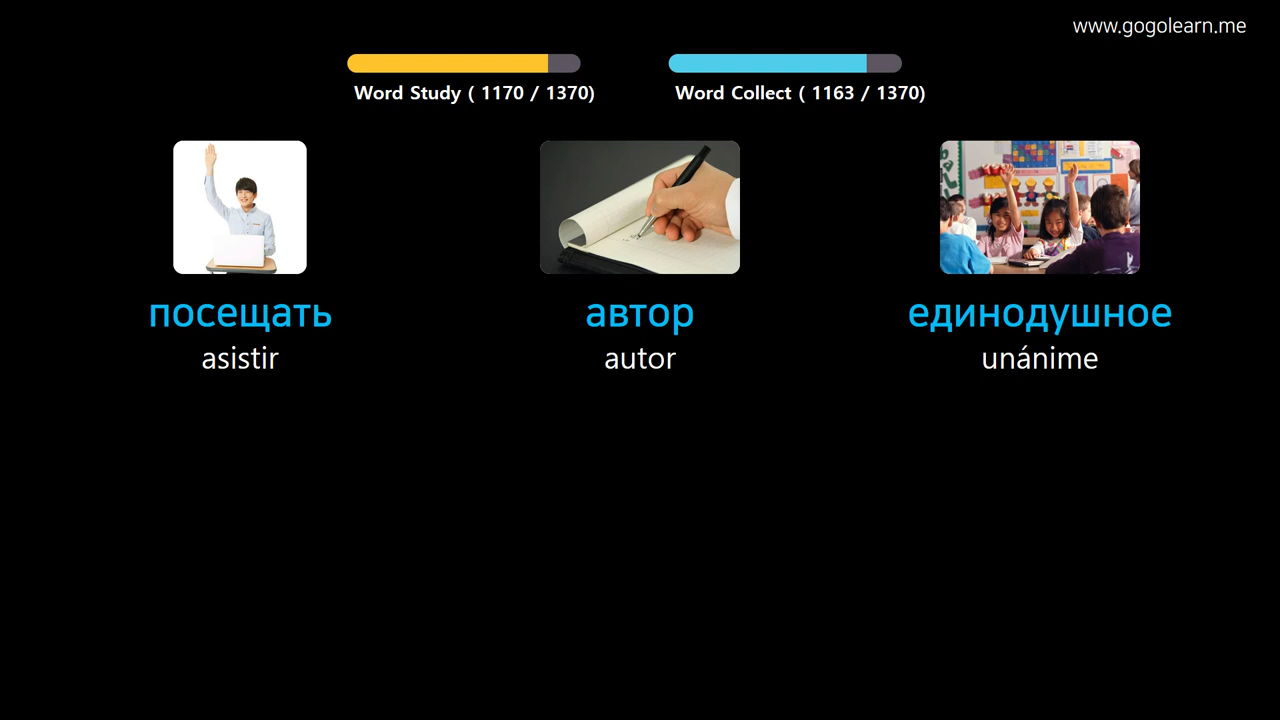 www.gogolearn.me
Word Study ( 1170 / 1370)
Word Collect ( 1163 / 1370)
посещать
asistir
автор
autor
единодушное
unánime